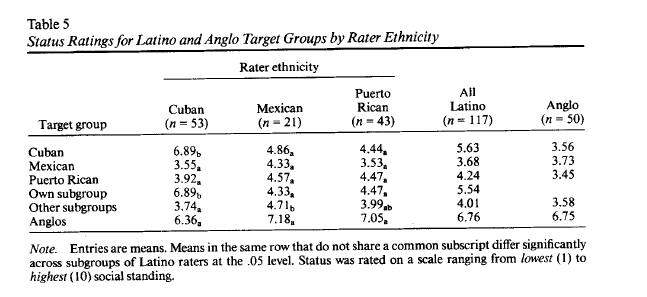 Table 5
Status Ratings for Latino and Anglo Target Groups by Rater Ethnicity
Rater ethnicity
Target group Cuban (n = 53) Mexican (n = 21) Puerto Rican (n = 43) All Latino (n = 117) Anglo (n = 50)
Cuban 6.89b 4.86a 4.44a 5.63 3.56
Mexican 3.55a 4.33a 3.53a 3.68 3.73
Puerto Rican 3.92a 4.57a 4.47a 4.24 3.45
Own subgroup 6.89b 4.33a 4.47a 5.54
Other subgroups 3.74a 4.71b 3.99ab 4.01 3.58
Anglos 6.36a 7.18a 7.05a 6.76 6.75
Note. Entries are means. Means in the same row that do not share a common subscript differ significantly
across subgroups of Latino raters at the .05 level. Status was rated on a scale ranging from lowest (1) to
highest (10) social standing.